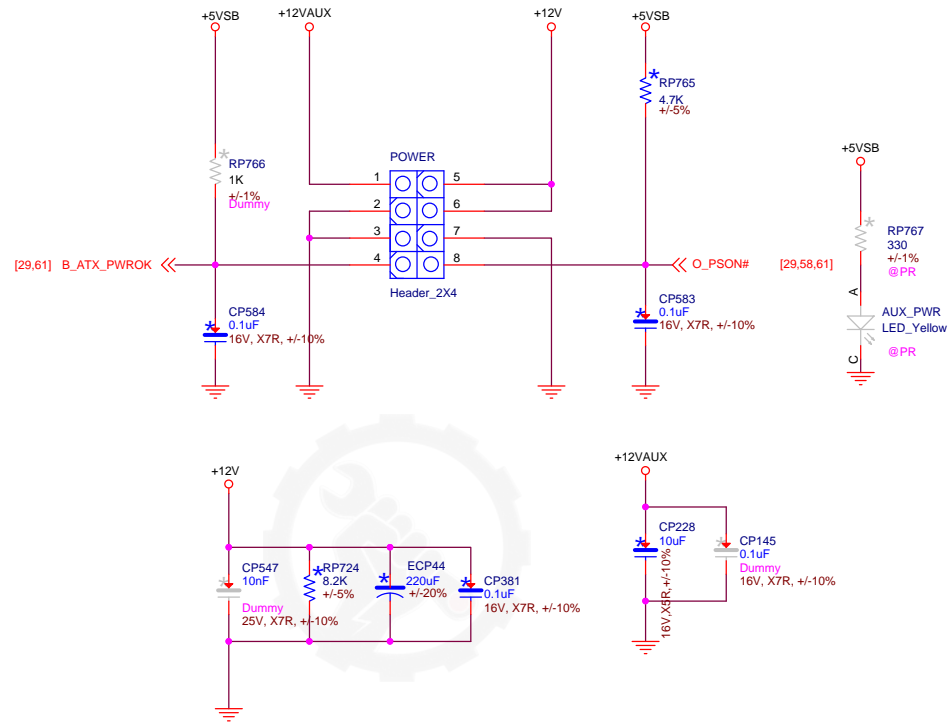 +5VSB
+12VAUX
+12V
+5VSB
*
RP765
4.7K
+/-5%
*
RP766
1K
+/-1%
Dummy
POWER
1
5
2
6
3
7
4
8
Header_2X4
[29,61] B_ATX_PWROK
O_PSON#
[29,58,61]
*
CP584
0.1uF
16V, X7R, +/-10%
*
CP583
0.1uF
16V, X7R, +/-10%
+5VSB
*
RP767
330
+/-1%
@PR
A
AUX_PWR
LED_Yellow
C
@PR
+12V
*
CP547
10nF
Dummy
25V, X7R, +/-10%
*
RP724
8.2K
+/-5%
*
ECP44
220uF
+/-20%
*
CP381
0.1uF
16V, X7R, +/-10%
+12VAUX
*
CP228
10uF
16V,X5R, +/-10%
*
CP145
0.1uF
Dummy
16V, X7R, +/-10%